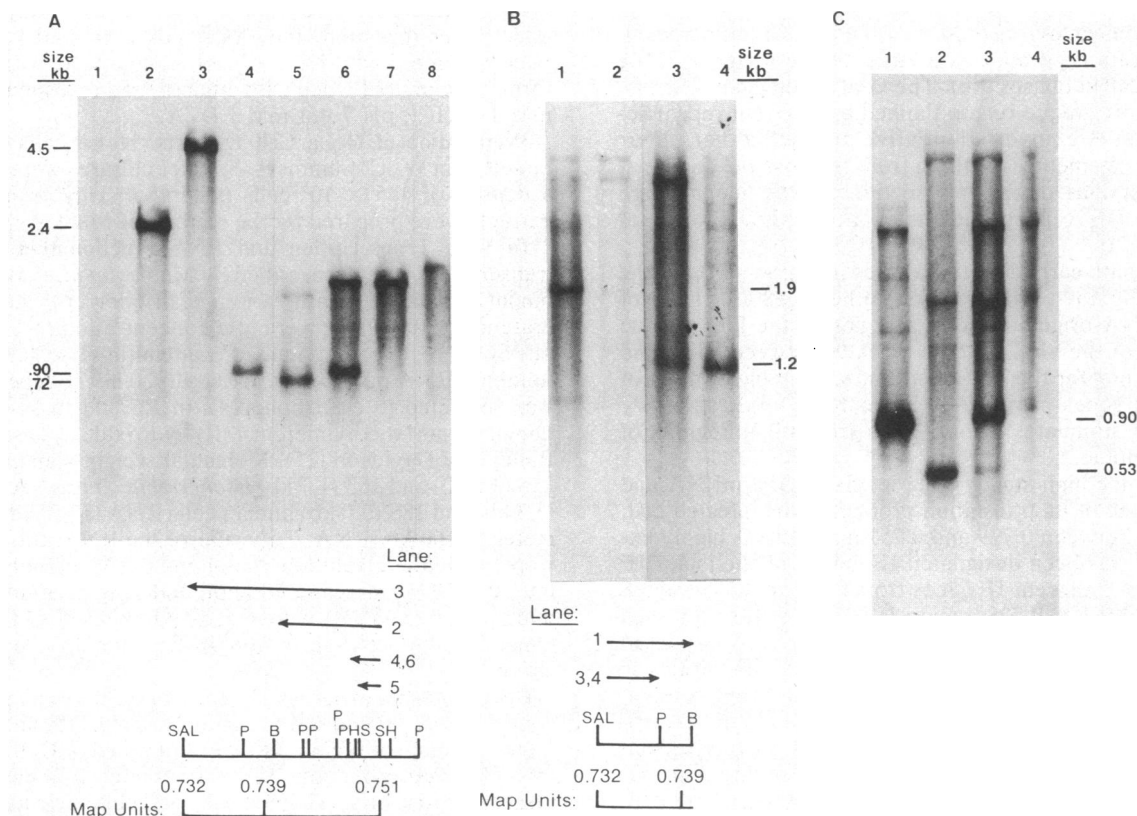 A
size
kb
1 2 3 4 5 6 7 8
4.5
2.4
.90
.72
Lane:
3
2
4,6
5
P
SAL P B PP PHS SH P
0.732 0.739 0.751
Map Units:
B
size
kb
1 2 3 4
1.9
1.2
Lane:
1
3,4
SAL P B
0.732 0.739
Map Units:
C
size
kb
1 2 3 4
0.90
0.53